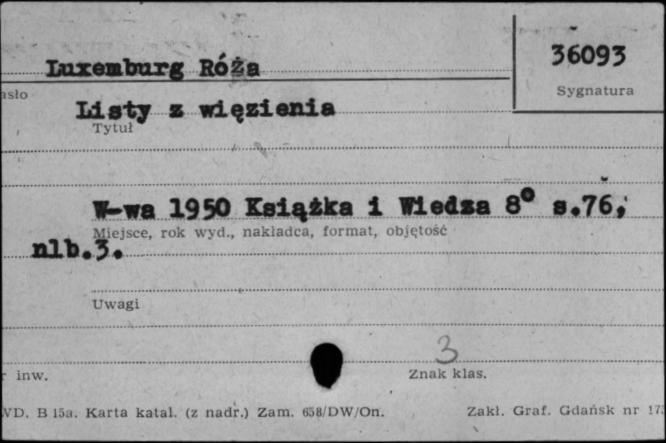 Luxemburg Róża
36093
Sygnatura
asło
Listy z więzienia
Tytuł
W-wa 1950 Książka i Wiedza 8° s.76,
Miejsce, rok wyd., nakładca, format, objętość
nlb.3.
Uwagi
3
r inw.
Znak klas.
WD. B 15a. Karta katal. (z nadr.) Zam. 658/DW/On.
Zakł. Graf. Gdańsk nr 173